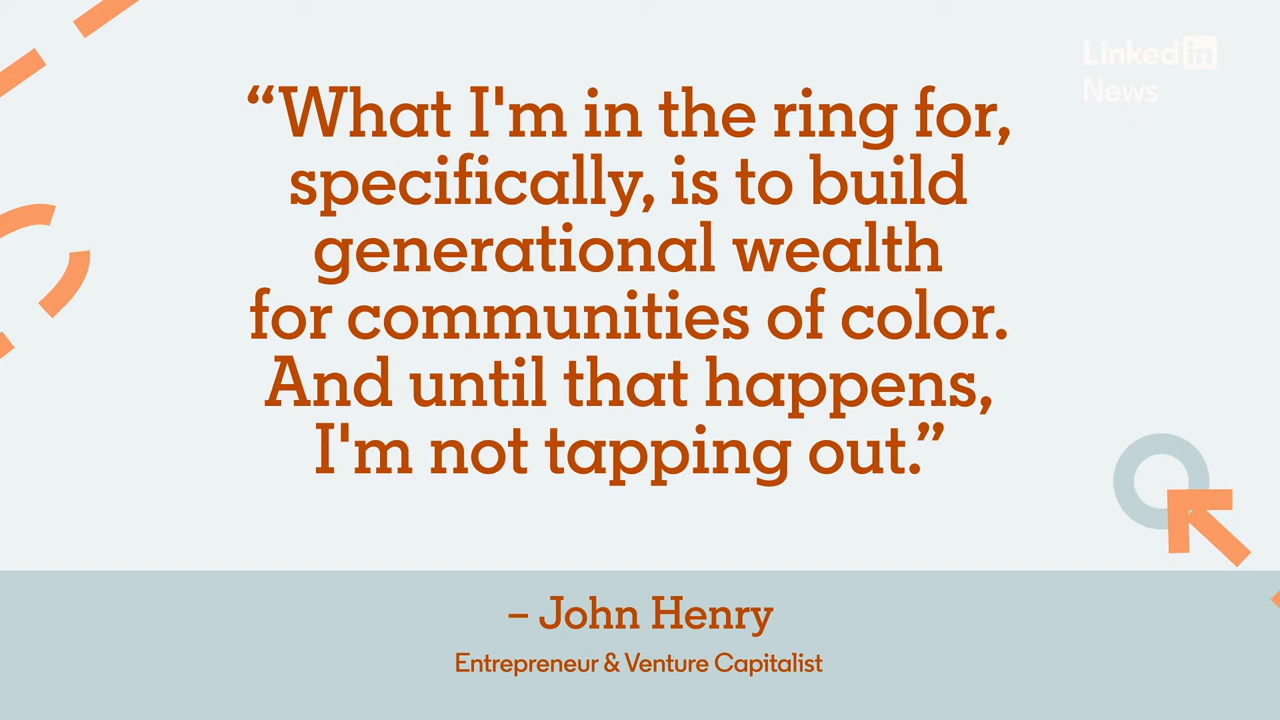 Linked in
News
“What I'm in the ring for,
specifically, is to build
generational wealth
for communities of color.
And until that happens,
I'm not tapping out.”
– John Henry
Entrepreneur & Venture Capitalist